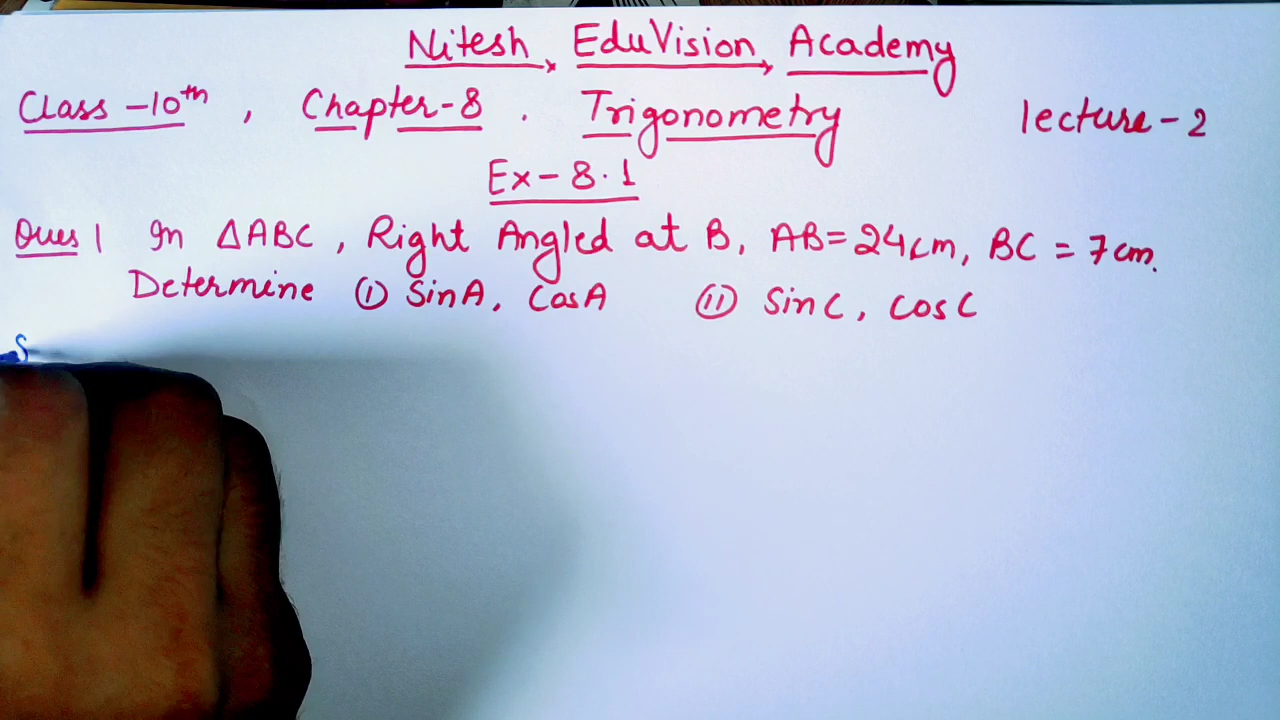 Nitesh EduVision Academy
Class -10th , Chapter-8 . Trigonometry lecture-2
Ex-8.1
Ques 1 In ΔABC, Right Angled at B, AB=24cm, BC = 7cm.
Determine (i) SinA, CosA (ii) SinC, CosC
S